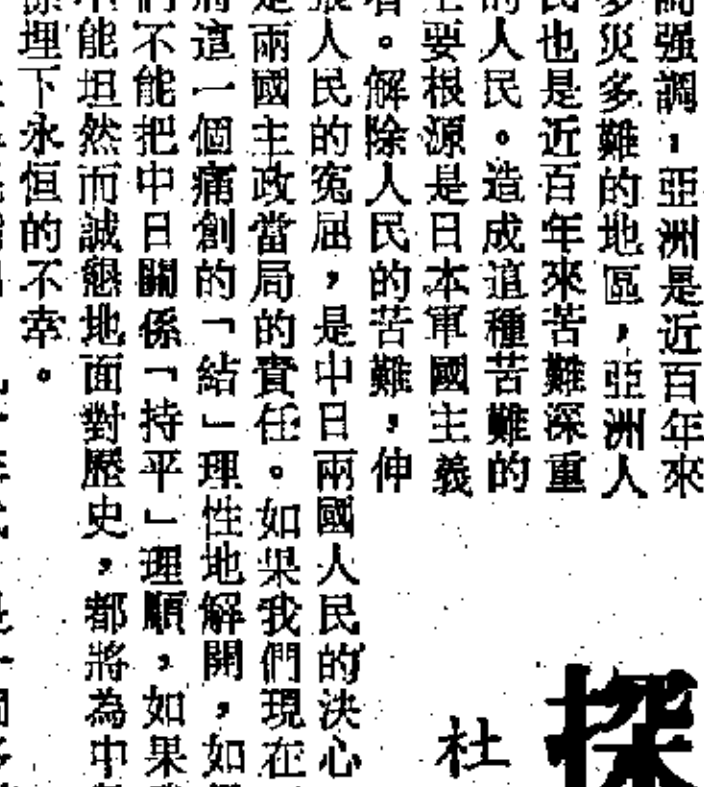 强調，亞洲是近百年來
多災多難的地區，亞洲人
民也是近百年來苦難深重
的人民。造成這種苦難的
要根源是日本軍國主義
。解除人民的苦難，伸
人民的寃屈，是中日兩國人民的決心
是兩國主政當局的責任。如果我們現在
這一個痛創的「結」理性地解開，如
們不能把中日關係「持平」理順，如果
不能坦然而誠懇地面對歷史，都將為中
埋下永恒的不幸。
探
杜